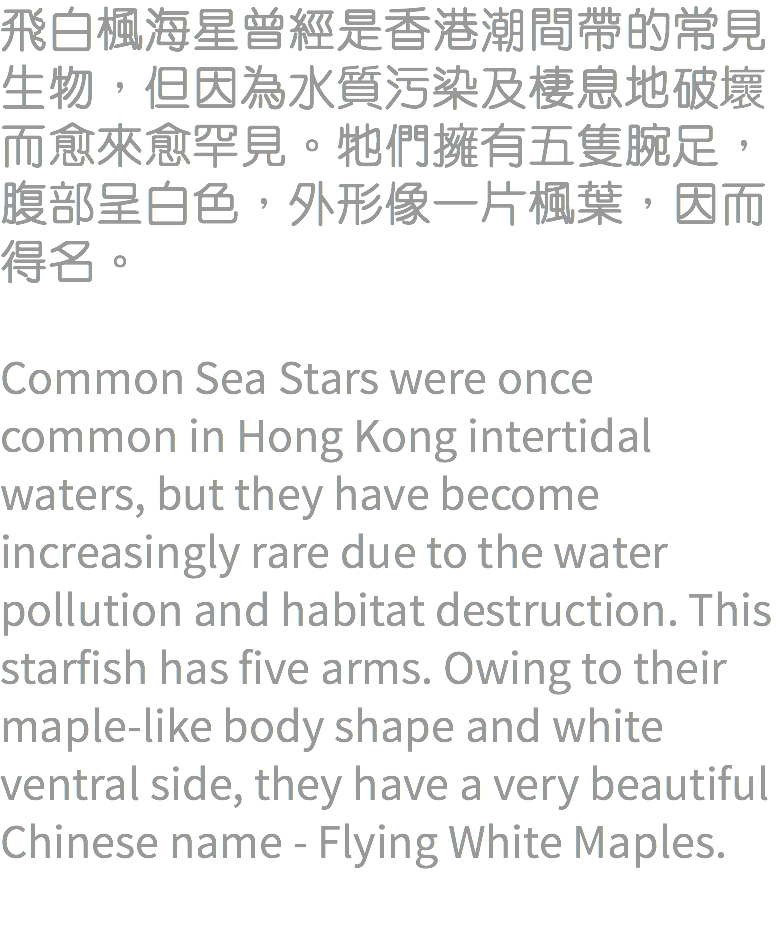 飛白楓海星曾經是香港潮間帶的常見
生物，但因為水質污染及棲息地破壞
而愈來愈罕見。牠們擁有五隻腕足，
腹部呈白色，外形像一片楓葉，因而
得名。
Common Sea Stars were once
common in Hong Kong intertidal
waters, but they have become
increasingly rare due to the water
pollution and habitat destruction. This
starfish has five arms. Owing to their
maple-like body shape and white
ventral side, they have a very beautiful
Chinese name - Flying White Maples.